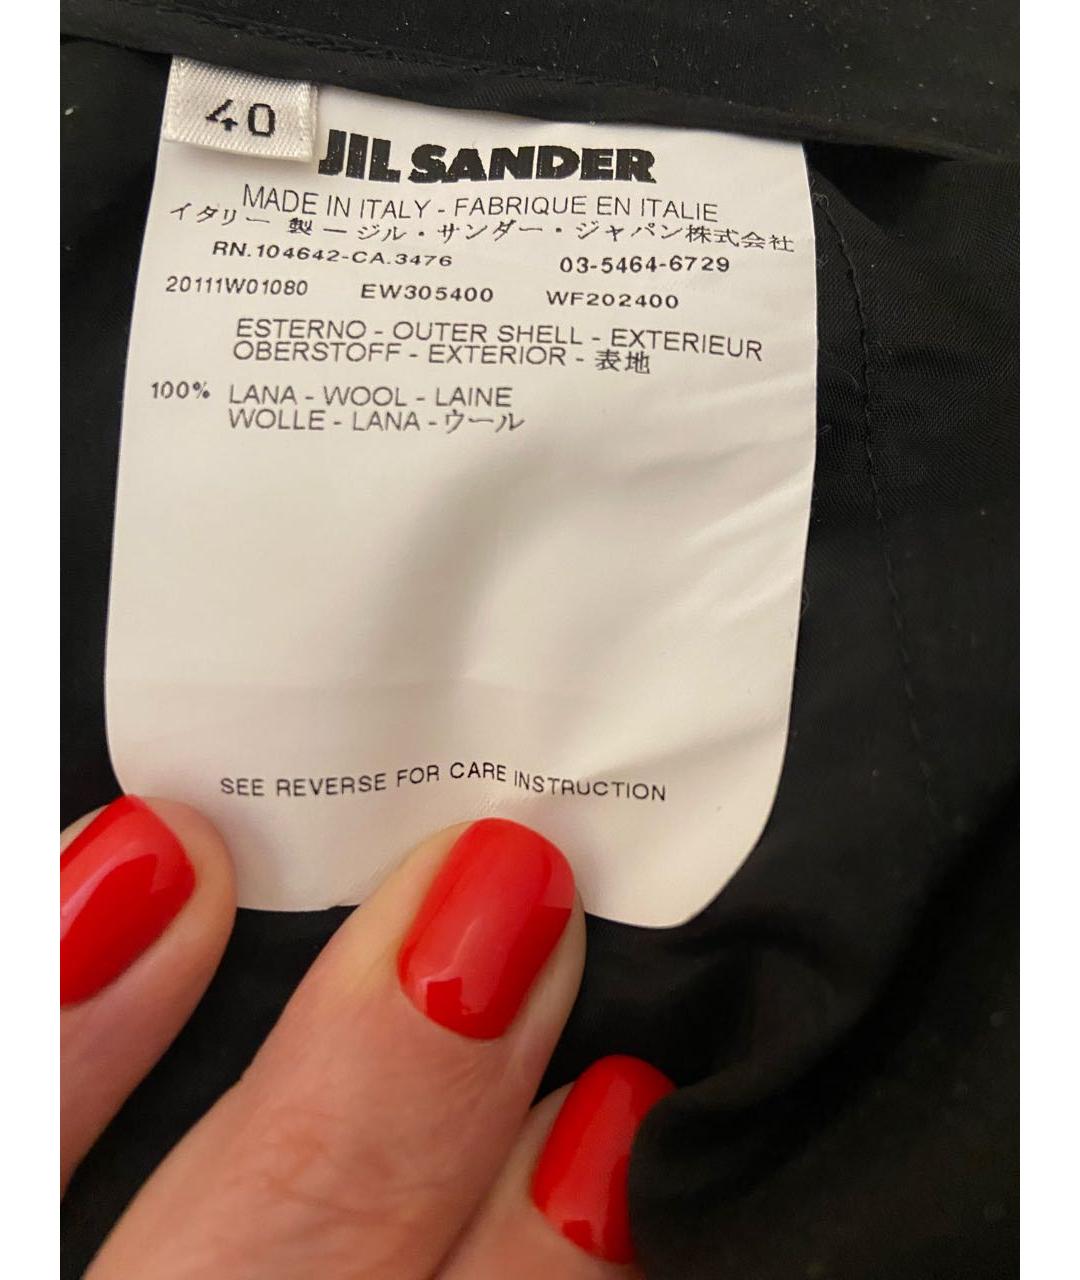 40
JIL SANDER
MADE IN ITALY - FABRIQUE EN ITALIE
イタリー 製 ー ジル・サンダー・ジャパン株式会社
RN.104642-CA.3476 03-5464-6729
20111W01080 EW305400 WF202400
ESTERNO - OUTER SHELL - EXTERIEUR
OBERSTOFF - EXTERIOR - 表地
100% LANA - WOOL - LAINE
WOLLE - LANA - ウール
SEE REVERSE FOR CARE INSTRUCTION